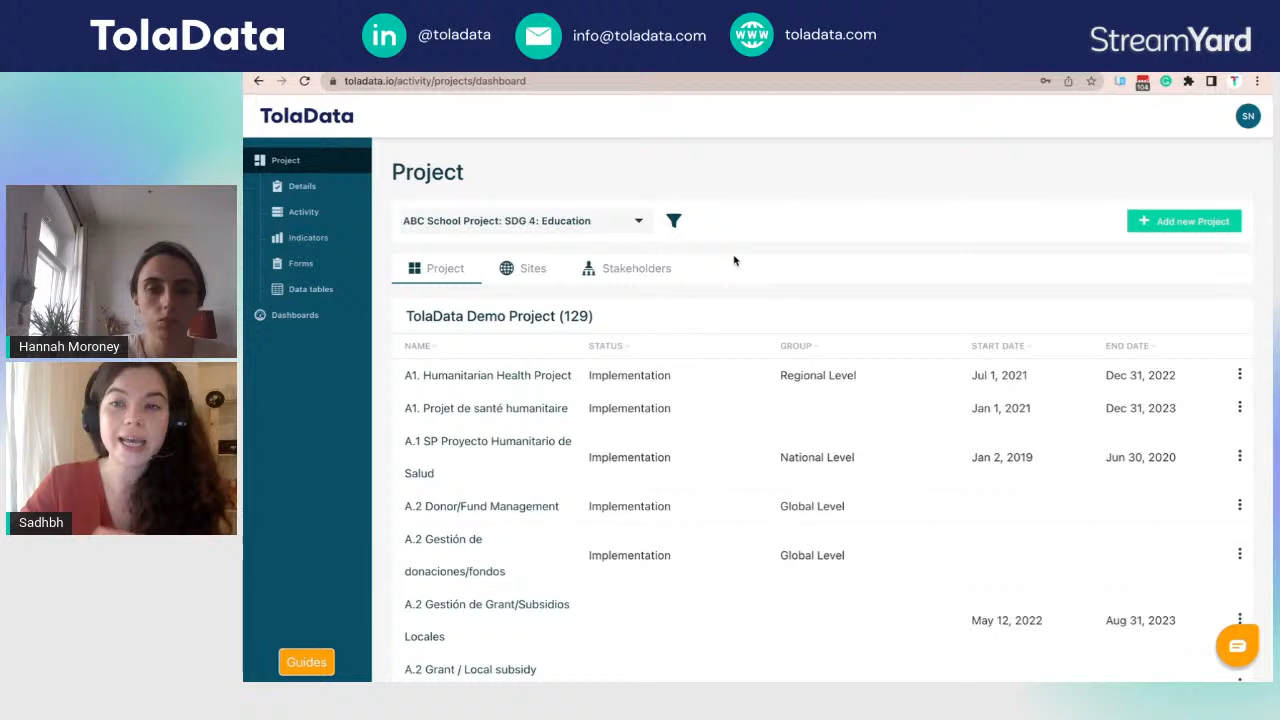 TolaData
in @toladata
info@toladata.com
WWW toladata.com
StreamYard
toladata.io/activity/projects/dashboard
104
T
TolaData
SN
Project
Details
Activity
Indicators
Forms
Data tables
Dashboards
Guides
Project
ABC School Project: SDG 4: Education
+ Add new Project
Project
Sites
Stakeholders
TolaData Demo Project (129)
NAME STATUS GROUP START DATE END DATE
A1. Humanitarian Health Project Implementation Regional Level Jul 1, 2021 Dec 31, 2022
A1. Projet de santé humanitaire Implementation Jan 1, 2021 Dec 31, 2023
A.1 SP Proyecto Humanitario de
Salud
Implementation National Level Jan 2, 2019 Jun 30, 2020
A.2 Donor/Fund Management Implementation Global Level
A.2 Gestión de
donaciones/fondos
Implementation Global Level
A.2 Gestión de Grant/Subsidios
Locales
May 12, 2022 Aug 31, 2023
A.2 Grant / Local subsidy
Hannah Moroney
Sadhbh